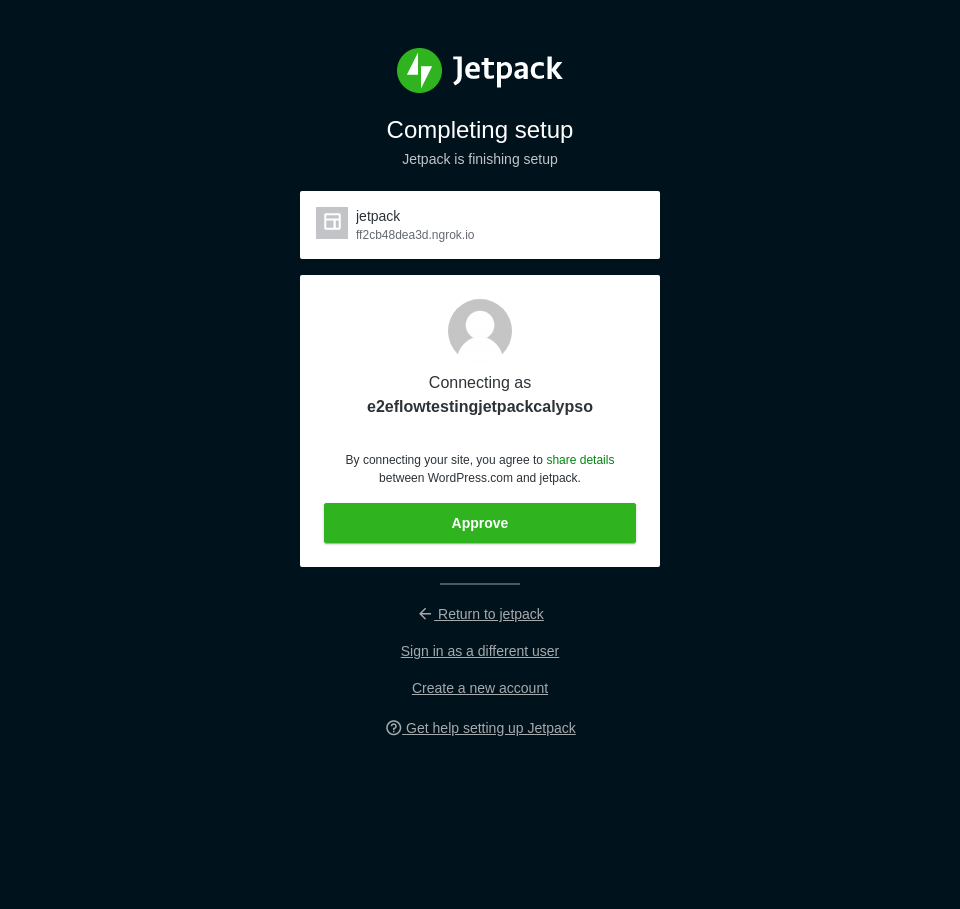 Jetpack
Completing setup
Jetpack is finishing setup
jetpack
ff2cb48dea3d.ngrok.io
Connecting as
e2eflowtestingjetpackcalypso
By connecting your site, you agree to share details
between WordPress.com and jetpack.
Approve
Return to jetpack
Sign in as a different user
Create a new account
Get help setting up Jetpack